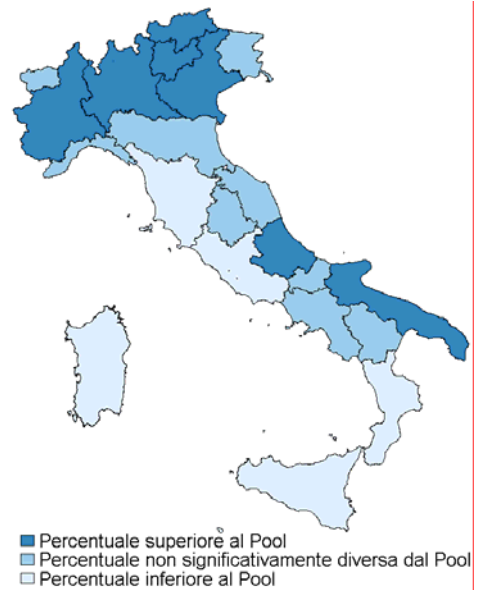 Percentuale superiore al Pool
Percentuale non significativamente diversa dal Pool
Percentuale inferiore al Pool